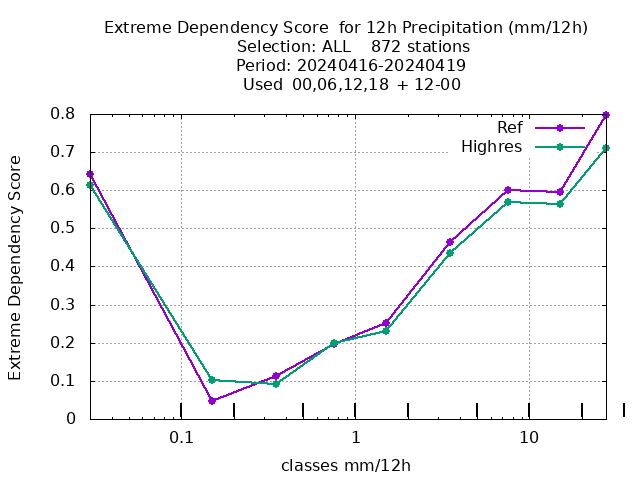 Extreme Dependency Score  for 12h Precipitation (mm/12h)
Selection: ALL    872 stations
Period: 20240416-20240419
Used  00,06,12,18  + 12-00
Ref
Highres
Extreme Dependency Score
0.8
0.7
0.6
0.5
0.4
0.3
0.2
0.1
0
0.1 1 10
classes mm/12h